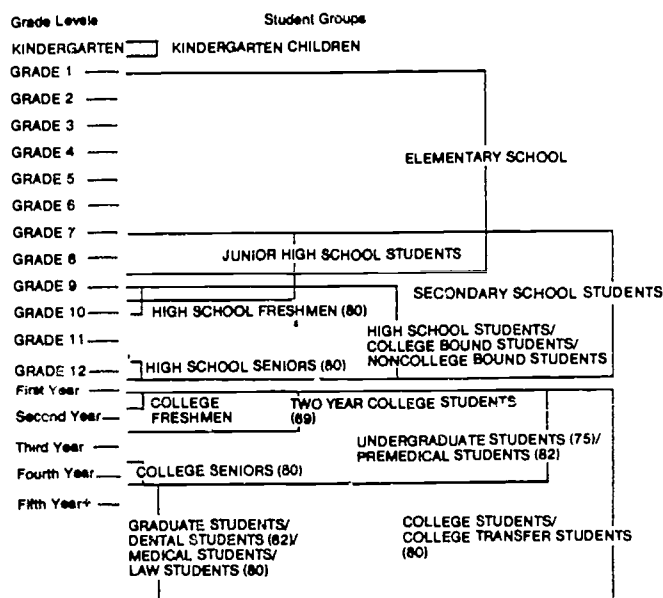 Grade Levels Student Groups
KINDERGARTEN KINDERGARTEN CHILDREN
GRADE 1
GRADE 2
GRADE 3
GRADE 4
ELEMENTARY SCHOOL
GRADE 5
GRADE 6
GRADE 7
GRADE 8 JUNIOR HIGH SCHOOL STUDENTS
GRADE 9 SECONDARY SCHOOL STUDENTS
GRADE 10 HIGH SCHOOL FRESHMEN (80)
GRADE 11
HIGH SCHOOL STUDENTS/
COLLEGE BOUND STUDENTS/
NONCOLLEGE BOUND STUDENTS
GRADE 12 HIGH SCHOOL SENIORS (80)
First Year
Second Year
COLLEGE
FRESHMEN
TWO YEAR COLLEGE STUDENTS
(69)
Third Year
UNDERGRADUATE STUDENTS (75)/
PREMEDICAL STUDENTS (82)
Fourth Year COLLEGE SENIORS (80)
Fifth Year+
GRADUATE STUDENTS/
DENTAL STUDENTS (82)/
MEDICAL STUDENTS/
LAW STUDENTS (80)
COLLEGE STUDENTS/
COLLEGE TRANSFER STUDENTS
(80)